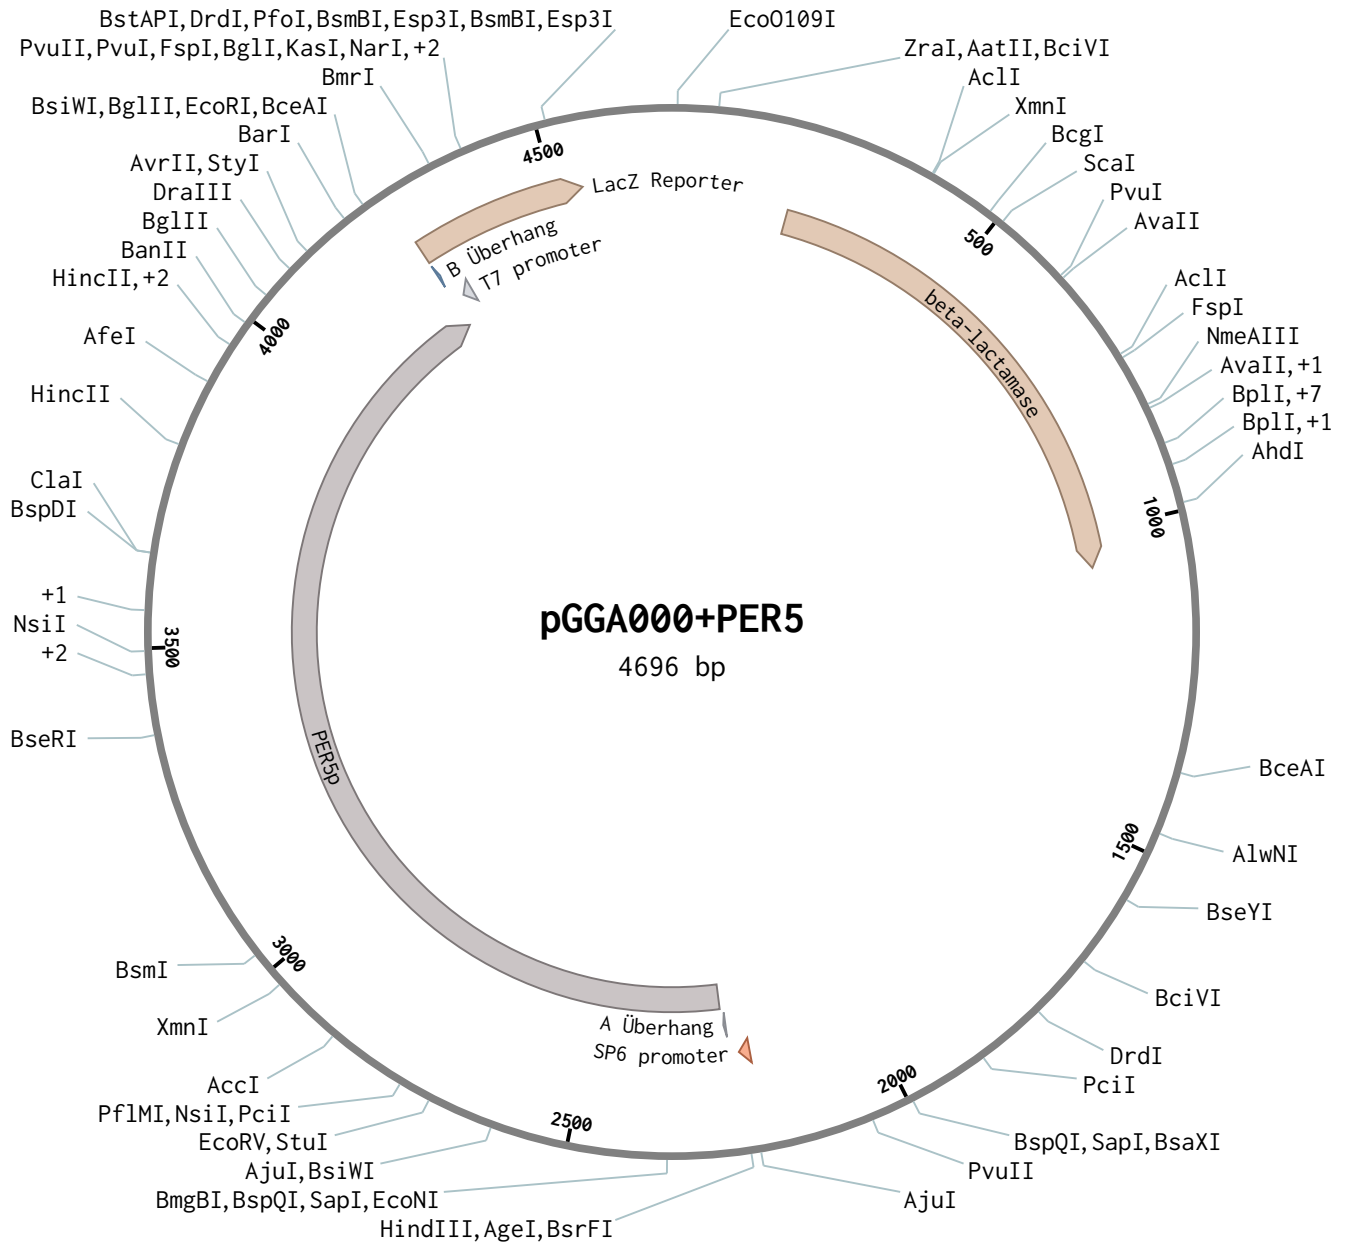 BstAPI,DrdI,PfoI,BsmBI,Esp3I,BsmBI,Esp3I
EcoO109I
PvuII,PvuI,FspI,BglI,KasI,NarI,+2
ZraI,AatII,BciVI
BmrI
AclI
BsiWI,BglII,EcoRI,BceAI
XmnI
BarI
BcgI
AvrII,StyI
ScaI
DraIII
PvuI
BglII
AvaII
BanII
HincII,+2
AclI
AfeI
FspI
HincII
NmeAIII
AvaII,+1
BplI,+7
BplI,+1
AhdI
ClaI
BspDI
+1
NsiI
+2
BseRI
BceAI
AlwNI
BseYI
BsmI
BciVI
XmnI
DrdI
AccI
PciI
PflMI,NsiI,PciI
EcoRV,StuI
BspQI,SapI,BsaXI
AjuI,BsiWI
PvuII
BmgBI,BspQI,SapI,EcoNI
AjuI
HindIII,AgeI,BsrFI
4500
500
1000
1500
2000
2500
3000
3500
4000
LacZ Reporter
B Überhang
T7 promoter
beta-lactamase
PER5p
A Überhang
SP6 promoter
pGGA000+PER5
4696 bp